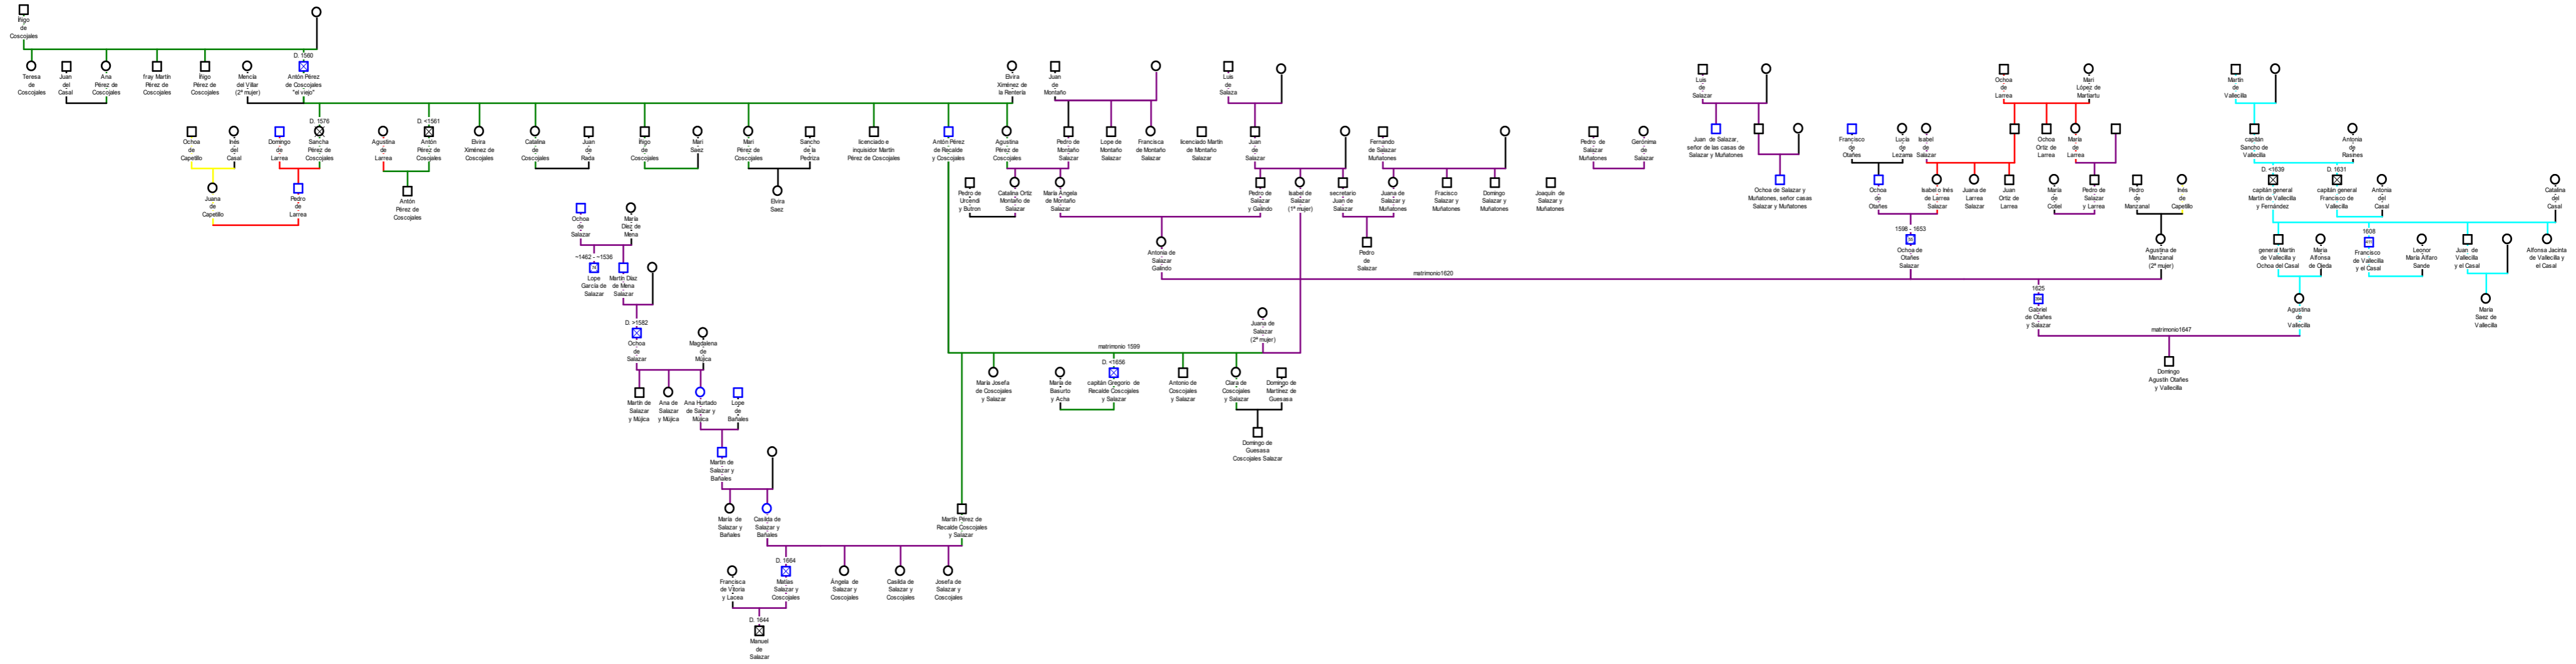 Íñigo
de
Coscojales
D. 1560
Teresa
de
Coscojales
Juan
del
Casal
Ana
Pérez de
Coscojales
fray Martín
Pérez de
Coscojales
Íñigo
Pérez de
Coscojales
Mencía
del Villar
(2ª mujer)
Antón Pérez
de Coscojales
"el viejo"
Elvira
Ximénez de
la Rentería
Juan
de
Montaño
Luis
de
Salaza
Luis
de
Salazar
Ochoa
de
Larrea
Mari
López de
Martiartu
Martín
de
Vallecilla
D. 1576
D. <1561
Ochoa
de
Capetillo
Inés
del
Casal
Domingo
de
Larrea
Sancha
Pérez de
Coscojales
Agustina
de
Larrea
Antón
Pérez de
Coscojales
Elvira
Ximénez de
Coscojales
Catalina
de
Coscojales
Juan
de
Rada
Íñigo
de
Coscojales
Mari
Saez
Mari
Pérez de
Coscojales
Sancho
de la
Pedriza
licenciado e
inquisidor Martín
Pérez de Coscojales
Antón Pérez
de Recalde
y Coscojales
Agustina
Pérez de
Coscojales
Pedro de
Montaño
Salazar
Lope de
Montaño
Salazar
Francisca
de Montaño
Salazar
licenciado Martín
de Montaño
Salazar
Juan
de
Salazar
Fernando
de Salazar
Muñatones
Pedro de
Salazar
Muñatones
Gerónima
de
Salazar
Juan de Salazar,
señor de las casas de
Salazar y Muñatones
Francisco
de
Otañes
Lucía
de
Lezama
Isabel
de
Salazar
Ochoa
Ortiz de
Larrea
María
de
Larrea
capitán
Sancho de
Vallecilla
Antonia
de
Rasines
D. <1639
D. 1631
Juana
de
Capetillo
Pedro
de
Larrea
Antón
Pérez de
Coscojales
Elvira
Saez
Pedro de
Urcendi
y Butron
Catalina Ortiz
Montaño de
Salazar
María Ángela
de Montaño
Salazar
Pedro de
Salazar
y Galindo
Isabel de
Salazar
(1ª mujer)
secretario
Juan de
Salazar
Juana de
Salazar y
Muñatones
Fracisco
Salazar y
Muñatones
Domingo
Salazar y
Muñatones
Joaquín de
Salazar y
Muñatones
Ochoa de Salazar y
Muñatones, señor casas
Salazar y Muñatones
Ochoa
de
Otañes
Isabel o Inés
de Larrea
Salazar
Juana de
Larrea
Salazar
Juan
Ortiz de
Larrea
María
de
Cotiel
Pedro de
Salazar
y Larrea
Pedro
de
Manzanal
Inés
de
Capetillo
capitán general
Martín de Vallecilla
y Fernández
capitán general
Francisco de
Vallecilla
Antonia
del
Casal
Catalina
del
Casal
Ochoa
de
Salazar
María
Díez de
Mena
~1462 - ~1536
Lope
García de
Salazar
Martín Díaz
de Mena
Salazar
Antonia de
Salazar
Galindo
Pedro
de
Salazar
1598 - 1653
Ochoa de
Otañes
Salazar
Agustina de
Manzanal
(2ª mujer)
general Martín
de Vallecilla y
Ochoa del Casal
María
Alfonsa
de Ojeda
1608
Francisco
de Vallecilla
y el Casal
Leonor
María Alfaro
Sande
Juan de
Vallecilla
y el Casal
Alfonsa Jacinta
de Vallecilla y
el Casal
matrimonio1620
1625
Gabriel
de Otañes
y Salazar
Agustina
de
Vallecilla
María
Saez de
Vallecilla
matrimonio1647
D. >1582
Ochoa
de
Salazar
Magdalena
de
Mújica
Juana de
Salazar
(2ª mujer)
matrimonio 1599
D. <1656
María Josefa
de Coscojales
y Salazar
María de
Basurto
y Acha
capitán Gregorio de
Recalde Coscojales
y Salazar
Antonio de
Coscojales
y Salazar
Clara de
Coscojales
y Salazar
Domingo de
Martínez de
Guesasa
Domingo
Agustín Otañes
y Vallecilla
Martín de
Salazar
y Mújica
Ana de
Salazar
y Mújica
Ana Hurtado
de Salzar y
Mújica
Lope
de
Bañales
Domingo de
Guesasa
Coscojales Salazar
Martín de
Salazar y
Bañales
María de
Salazar y
Bañales
Casilda de
Salazar y
Bañales
Martín Pérez de
Recalde Coscojales
y Salazar
D. 1664
Francisca
de Vitoria
y Lacea
Matías
Salazar y
Coscojales
Ángela de
Salazar y
Coscojales
Casilda de
Salazar y
Coscojales
Josefa de
Salazar y
Coscojales
D. 1644
Manuel
de
Salazar